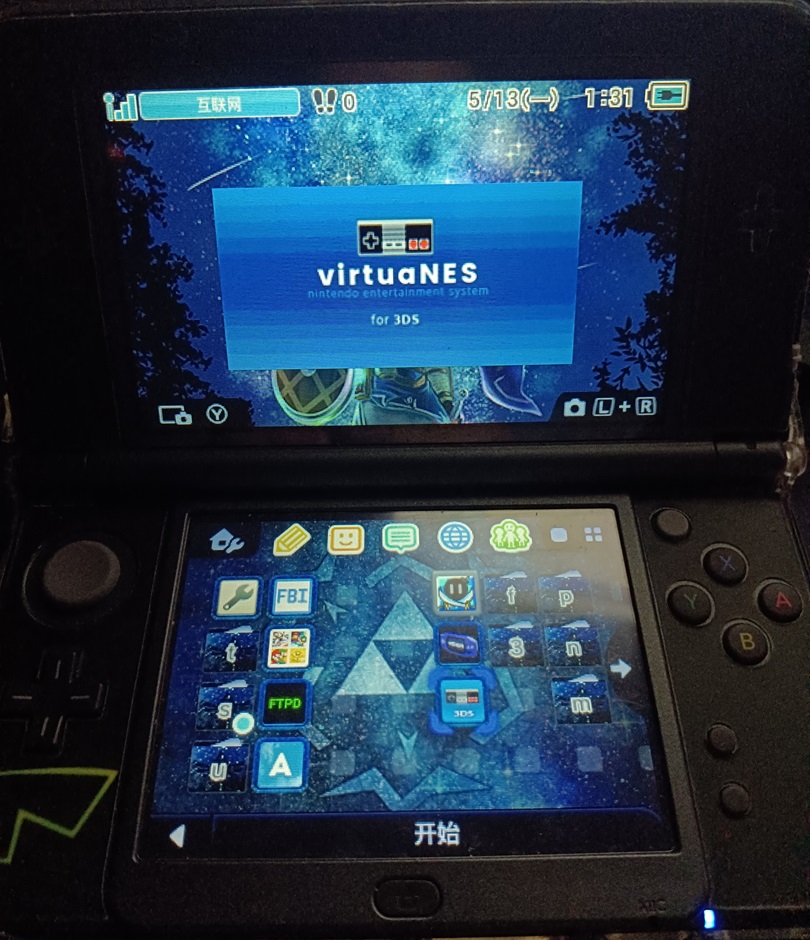 互联网 0 5/13(一) 1:31
virtuaNES
nintendo entertainment system
for 3DS
Y L + R
FBI f p
t 3 n
s FTPD 3DS m
u A
开始
X
Y A
B